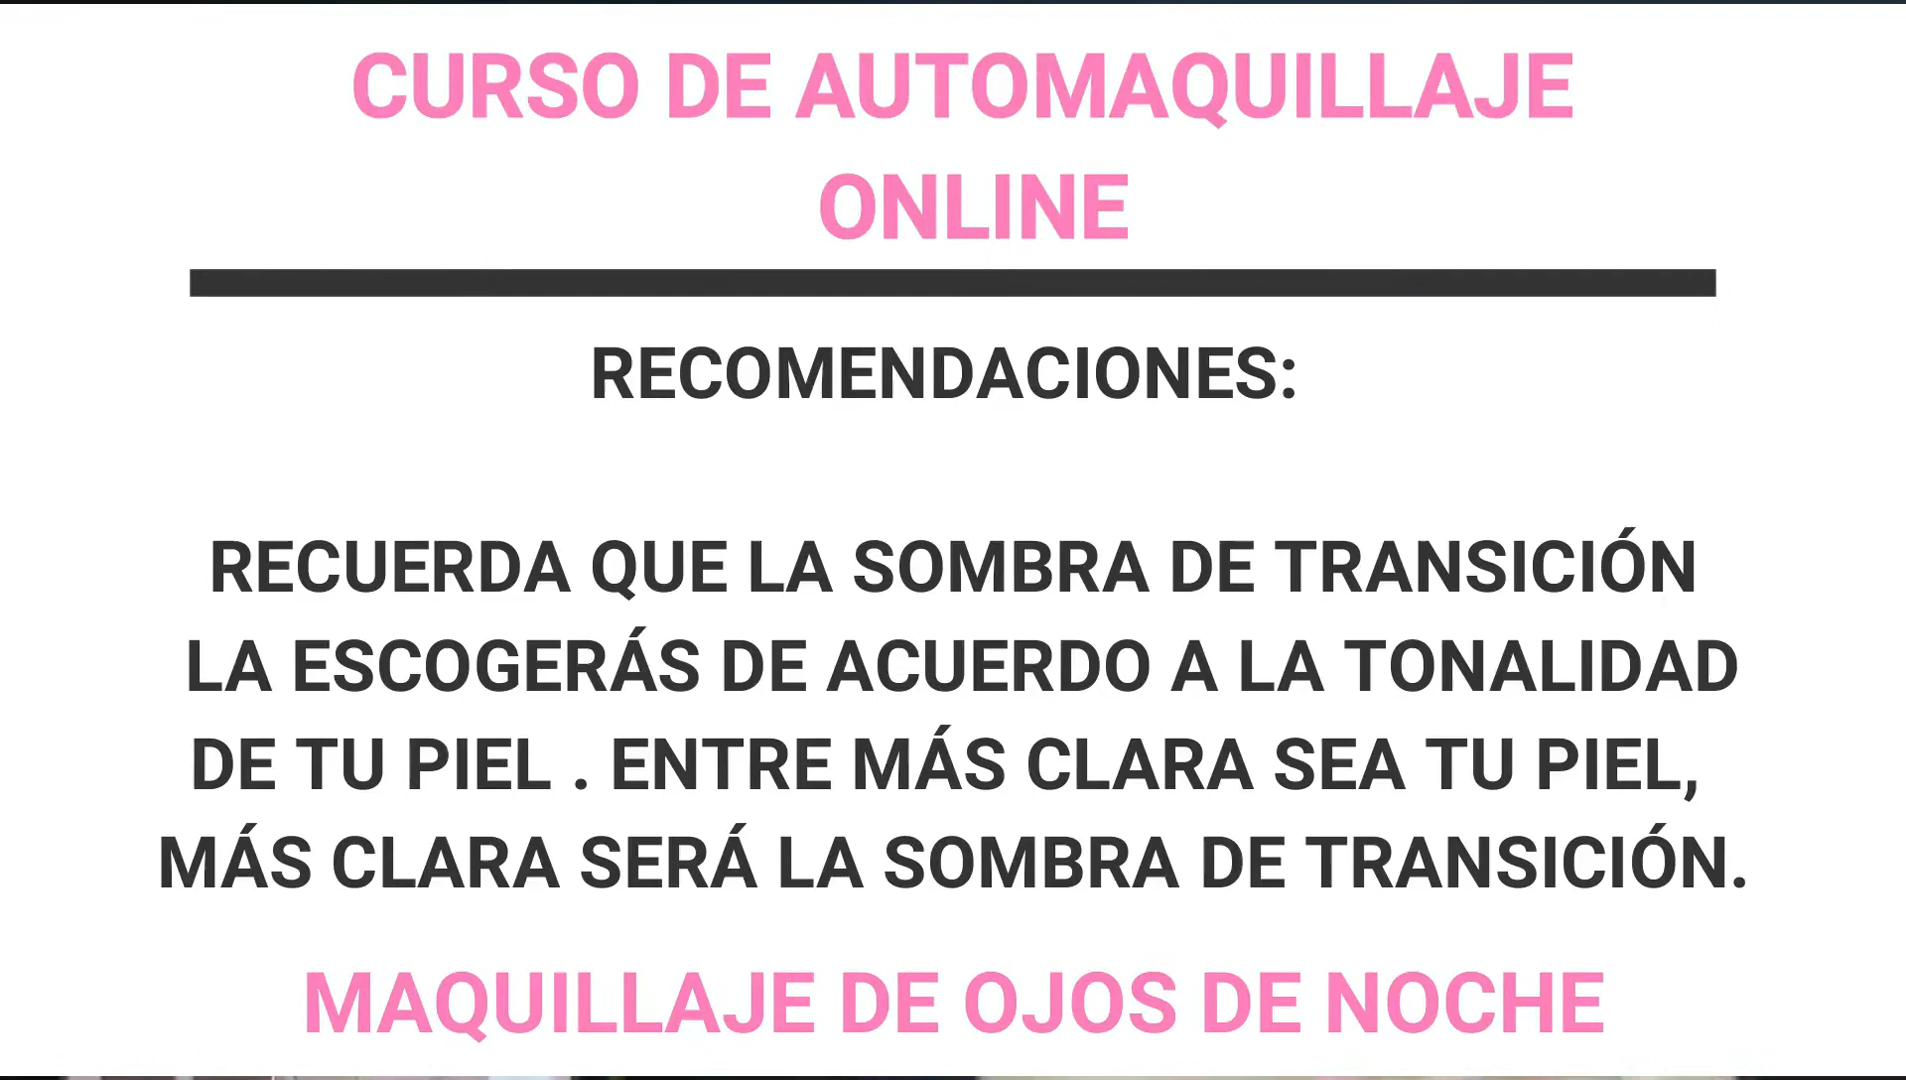 CURSO DE AUTOMAQUILLAJE
ONLINE
RECOMENDACIONES:
RECUERDA QUE LA SOMBRA DE TRANSICIÓN
LA ESCOGERÁS DE ACUERDO A LA TONALIDAD
DE TU PIEL . ENTRE MÁS CLARA SEA TU PIEL,
MÁS CLARA SERÁ LA SOMBRA DE TRANSICIÓN.
MAQUILLAJE DE OJOS DE NOCHE